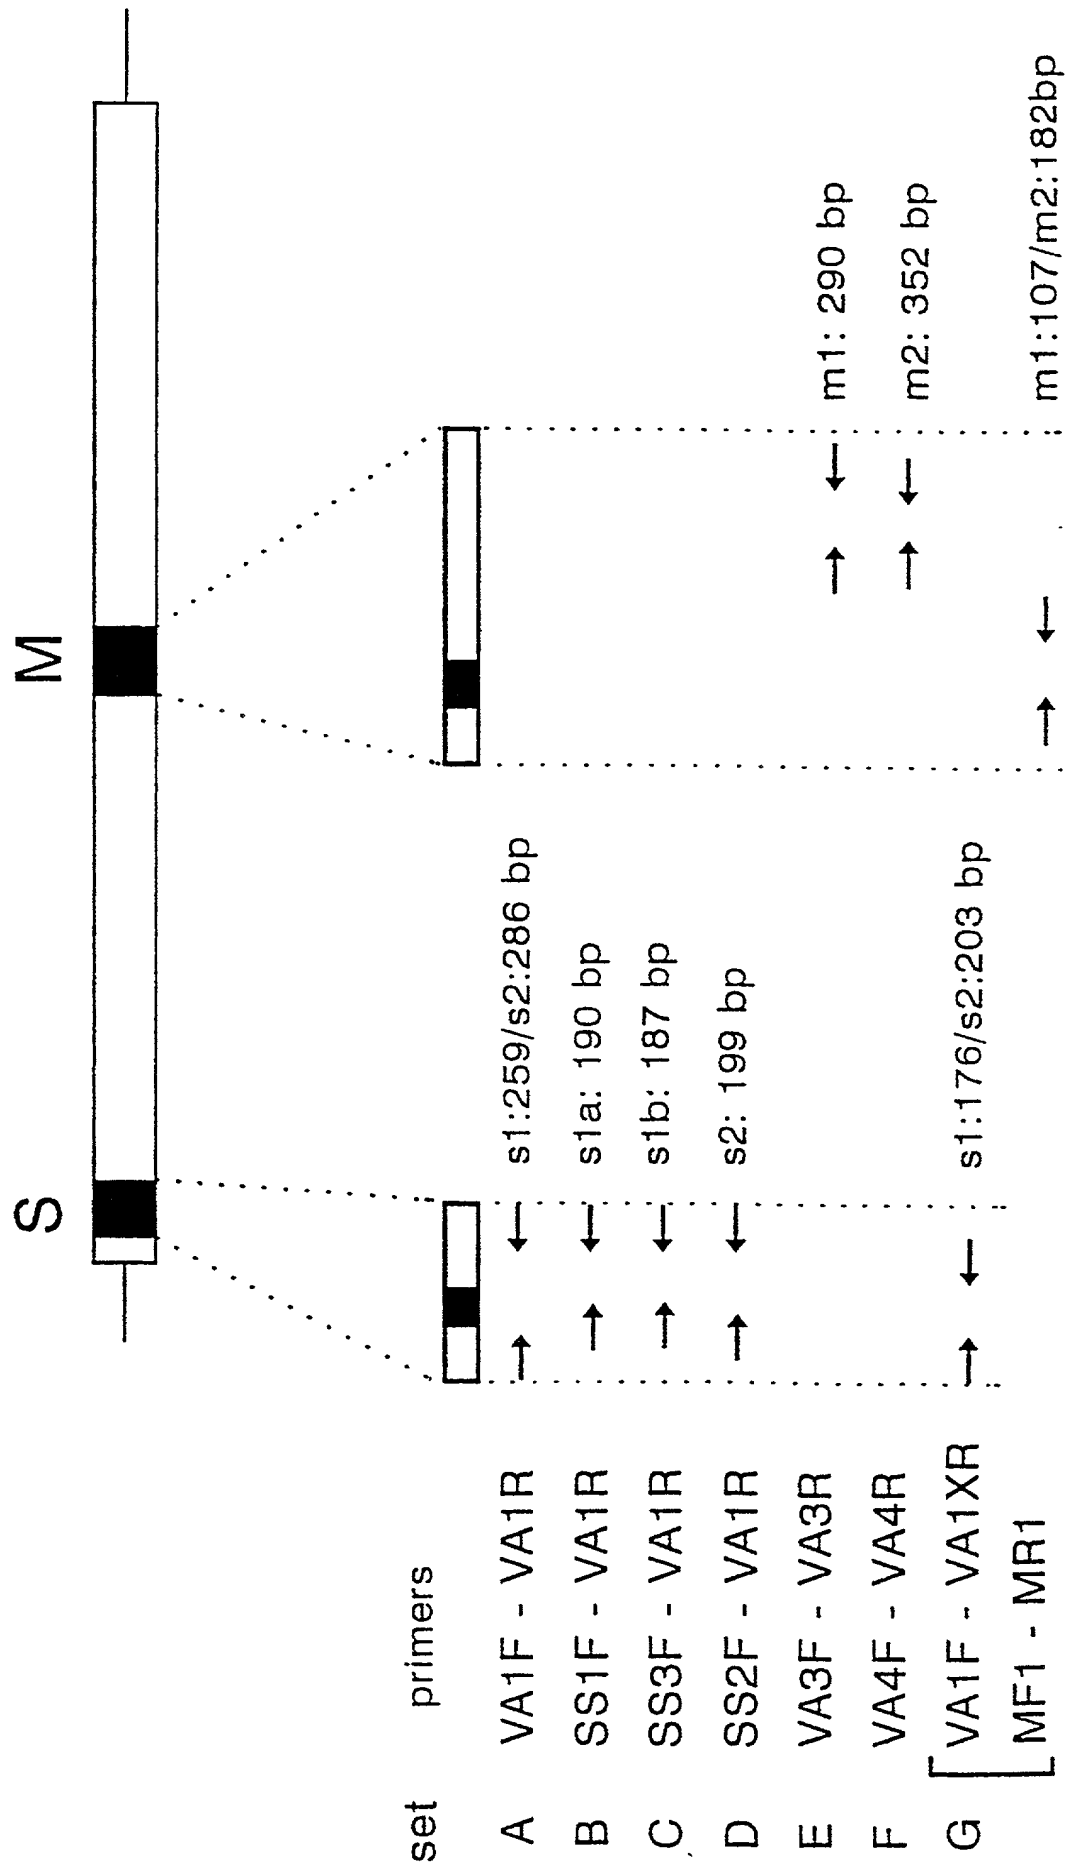 S M
set primers
A VA1F - VA1R s1:259/s2:286 bp
B SS1F - VA1R s1a: 190 bp
C SS3F - VA1R s1b: 187 bp
D SS2F - VA1R s2: 199 bp
E VA3F - VA3R m1: 290 bp
F VA4F - VA4R m2: 352 bp
G VA1F - VA1XR s1:176/s2:203 bp
MF1 - MR1 m1:107/m2:182bp